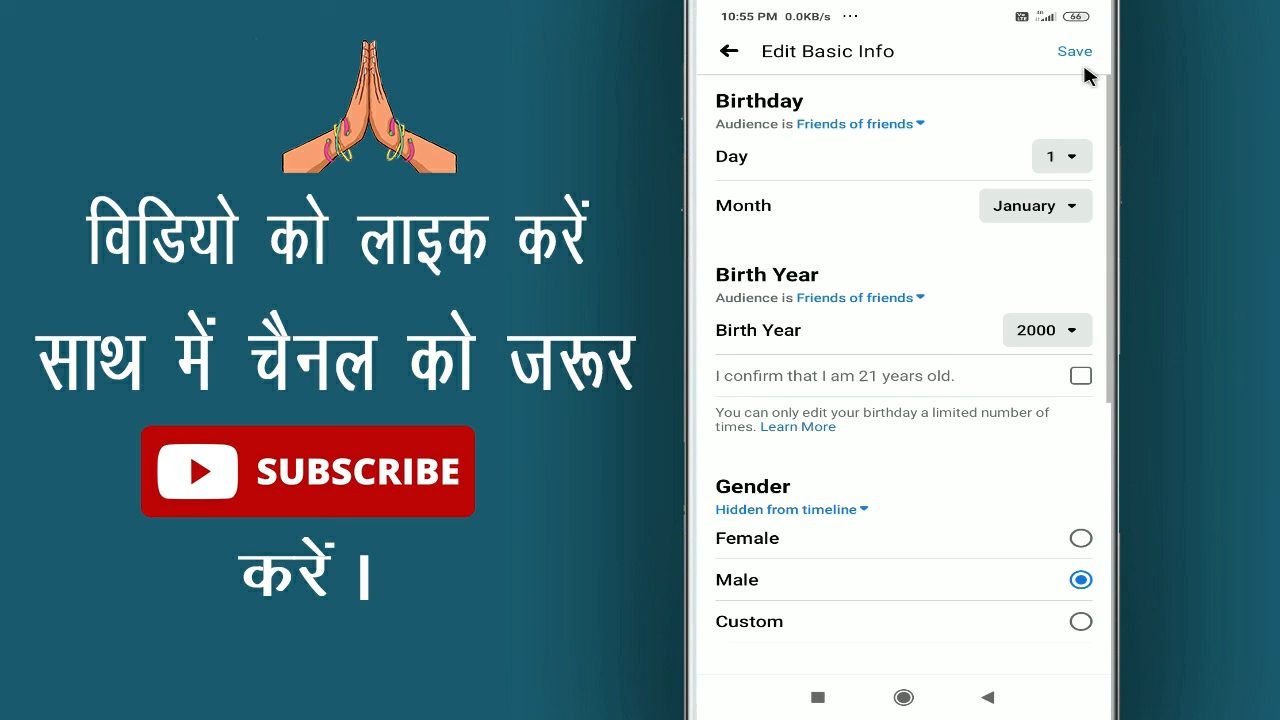 विडियो को लाइक करें
साथ में चैनल को जरूर
SUBSCRIBE
करें ।
10:55 PM 0.0KB/s ...
4G 66
Edit Basic Info Save
Birthday
Audience is Friends of friends
Day 1
Month January
Birth Year
Audience is Friends of friends
Birth Year 2000
I confirm that I am 21 years old.
You can only edit your birthday a limited number of
times. Learn More
Gender
Hidden from timeline
Female
Male
Custom